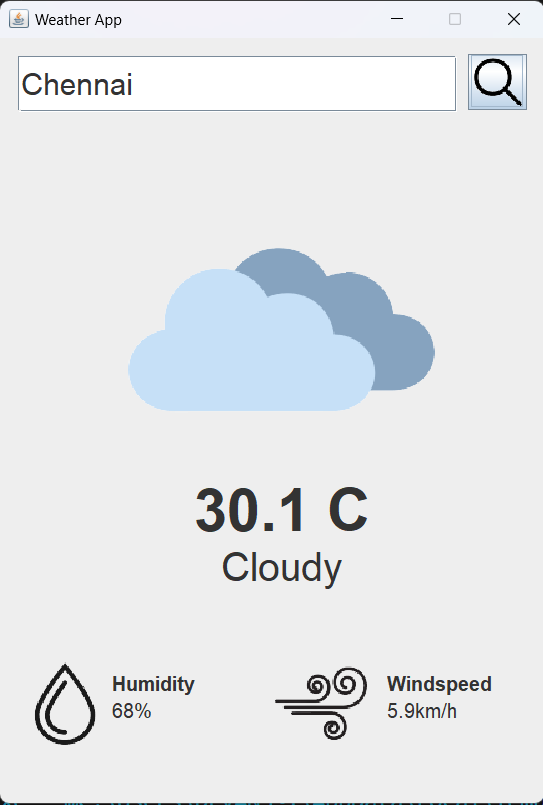 Weather App
Chennai
30.1 C
Cloudy
Humidity
68%
Windspeed
5.9km/h